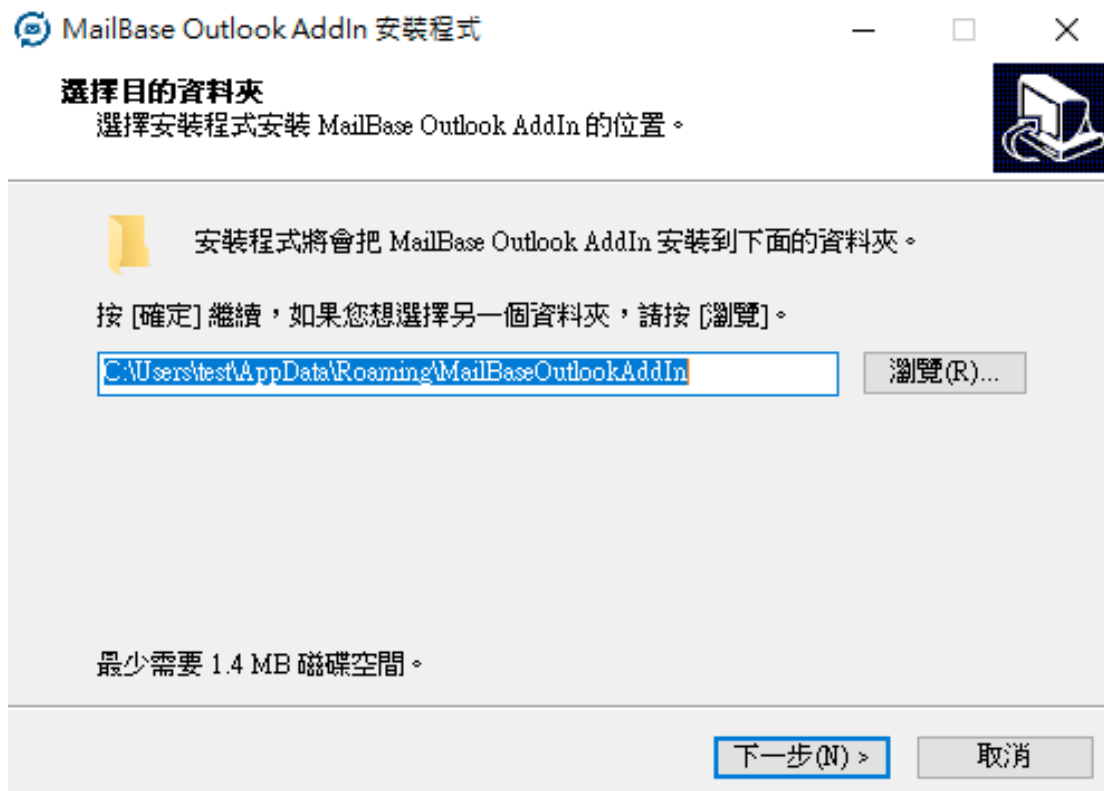 MailBase Outlook AddIn 安裝程式
選擇目的資料夾
選擇安裝程式安裝 MailBase Outlook AddIn 的位置。
安裝程式將會把 MailBase Outlook AddIn 安裝到下面的資料夾。
按 [確定] 繼續，如果您想選擇另一個資料夾，請按 [瀏覽]。
C:\Users\test\AppData\Roaming\MailBaseOutlookAddIn
瀏覽(R)...
最少需要 1.4 MB 磁碟空間。
下一步(N) >
取消